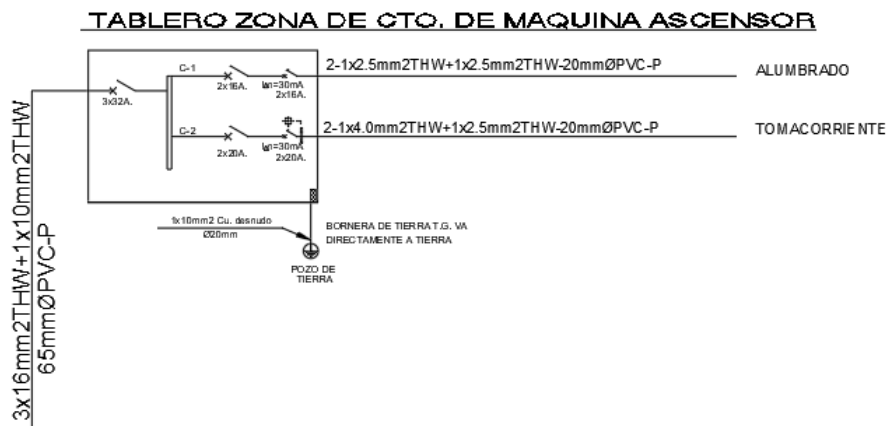 TABLERO ZONA DE CTO. DE MAQUINA ASCENSOR
C-1
2x16A.
I∆n=30mA
2x16A.
2-1x2.5mm2THW+1x2.5mm2THW-20mmØPVC-P
ALUMBRADO
3x32A.
C-2
2x20A.
I∆n=30mA
2x20A.
2-1x4.0mm2THW+1x2.5mm2THW-20mmØPVC-P
TOMACORRIENTE
3x16mm2THW+1x10mm2THW
65mmØPVC-P
1x10mm2 Cu. desnudo
Ø20mm
BORNERA DE TIERRA T.G. VA
DIRECTAMENTE A TIERRA
POZO DE
TIERRA